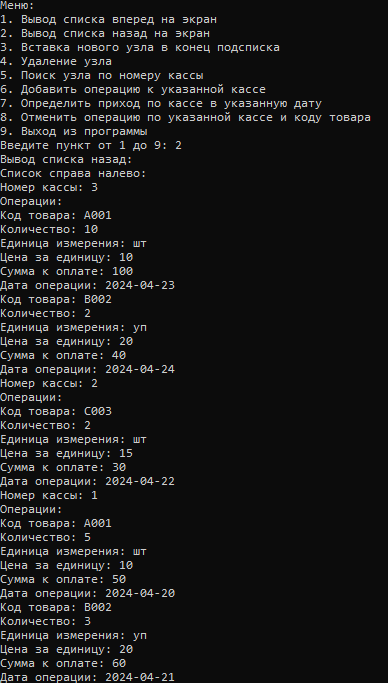 Меню:
1. Вывод списка вперед на экран
2. Вывод списка назад на экран
3. Вставка нового узла в конец подсписка
4. Удаление узла
5. Поиск узла по номеру кассы
6. Добавить операцию к указанной кассе
7. Определить приход по кассе в указанную дату
8. Отменить операцию по указанной кассе и коду товара
9. Выход из программы
Введите пункт от 1 до 9: 2
Вывод списка назад:
Список справа налево:
Номер кассы: 3
Операции:
Код товара: A001
Количество: 10
Единица измерения: шт
Цена за единицу: 10
Сумма к оплате: 100
Дата операции: 2024-04-23
Код товара: B002
Количество: 2
Единица измерения: уп
Цена за единицу: 20
Сумма к оплате: 40
Дата операции: 2024-04-24
Номер кассы: 2
Операции:
Код товара: C003
Количество: 2
Единица измерения: шт
Цена за единицу: 15
Сумма к оплате: 30
Дата операции: 2024-04-22
Номер кассы: 1
Операции:
Код товара: A001
Количество: 5
Единица измерения: шт
Цена за единицу: 10
Сумма к оплате: 50
Дата операции: 2024-04-20
Код товара: B002
Количество: 3
Единица измерения: уп
Цена за единицу: 20
Сумма к оплате: 60
Дата операции: 2024-04-21